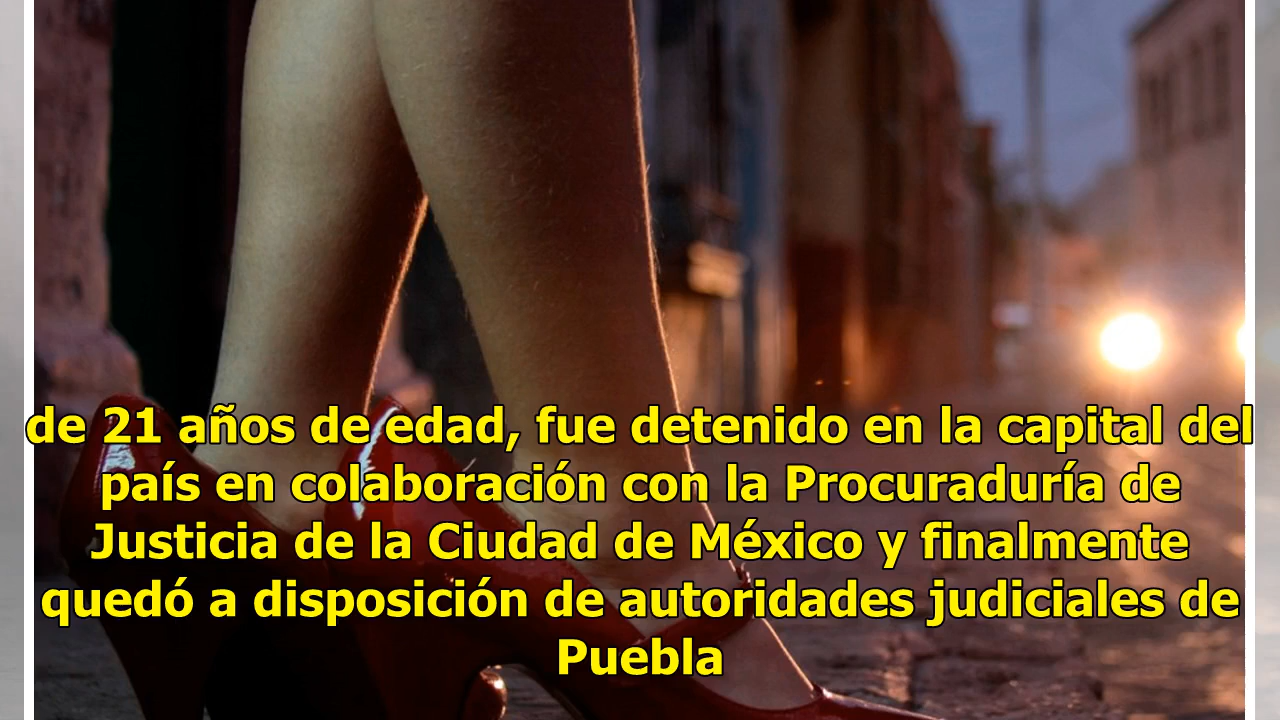 de 21 años de edad, fue detenido en la capital del
país en colaboración con la Procuraduría de
Justicia de la Ciudad de México y finalmente
quedó a disposición de autoridades judiciales de
Puebla